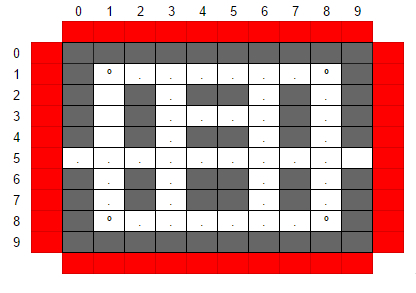 0 1 2 3 4 5 6 7 8 9
0
1 º . . . . . . º
2 . . . .
3 . . . . . .
4 . . . .
5 . . . . . . . . .
6 . . . .
7 . . . .
8 º . . . . . . º
9